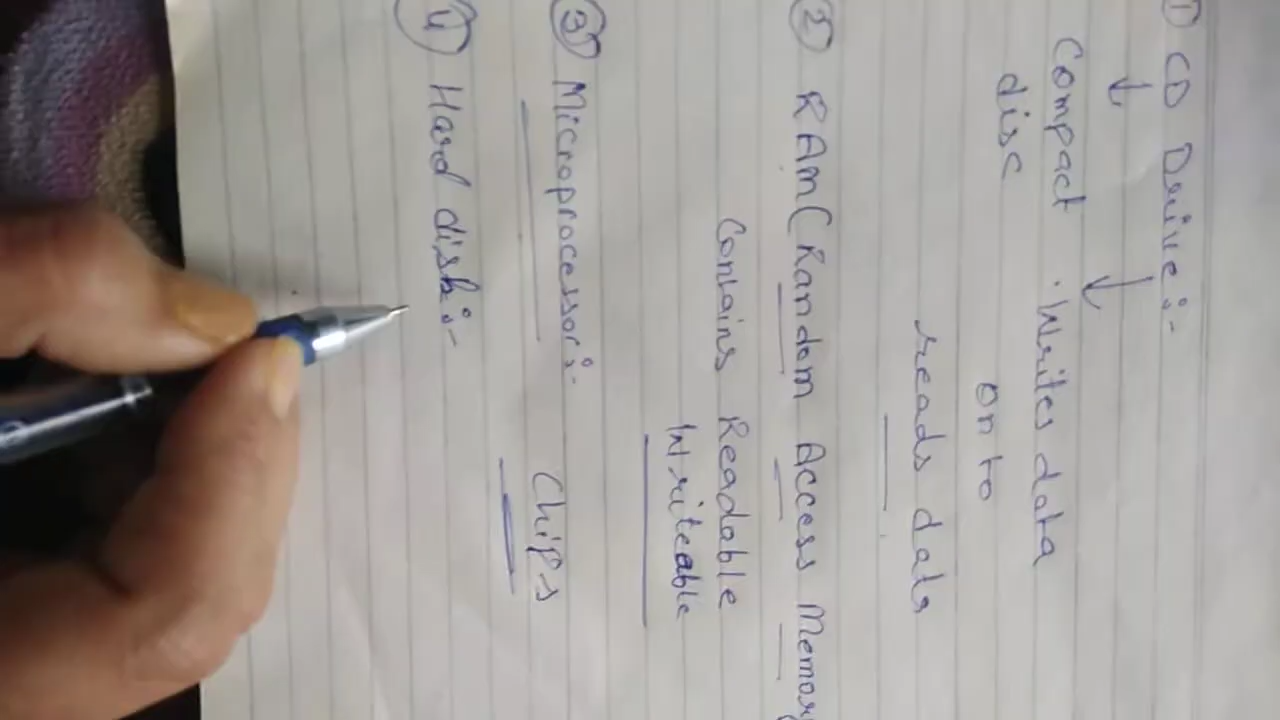 ① CD Drive:-
Compact Writes data
disc on to
reads data
② RAM (Random Access Memory
Contains Readable
Writeable
③ Microprocessor:-
Chips
④ Hard disk:-